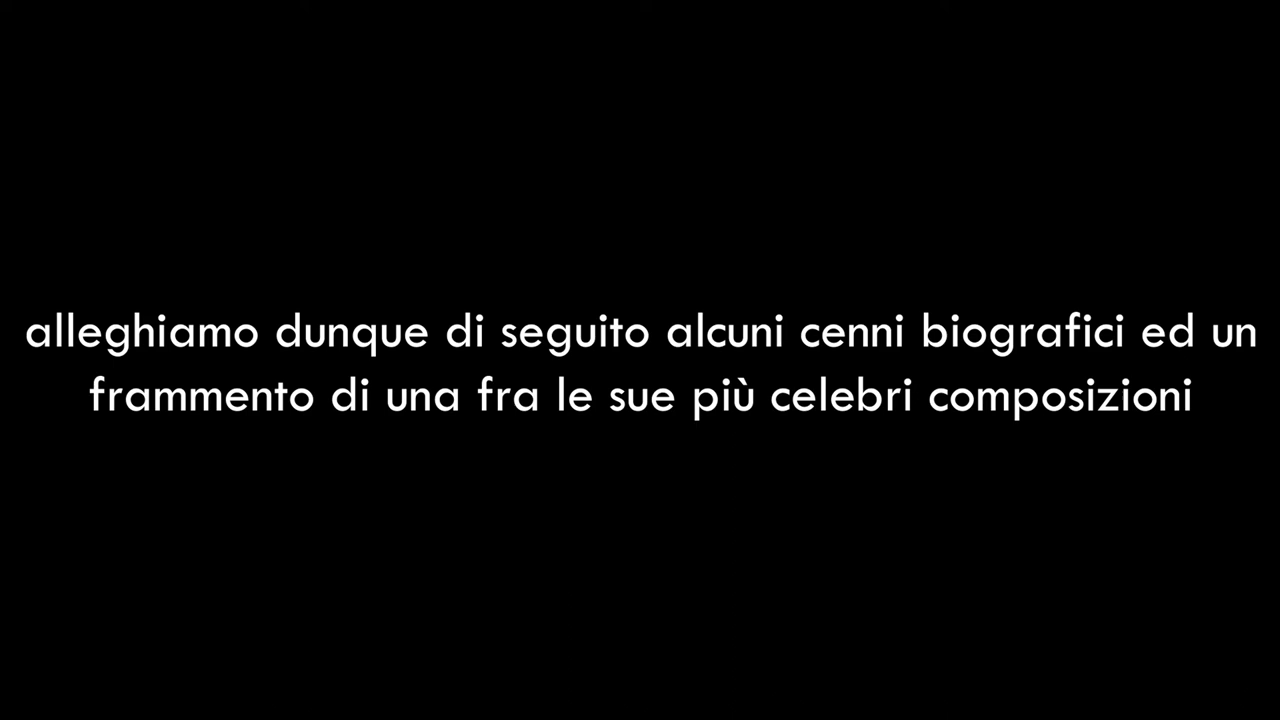 alleghiamo dunque di seguito alcuni cenni biografici ed un
frammento di una fra le sue più celebri composizioni